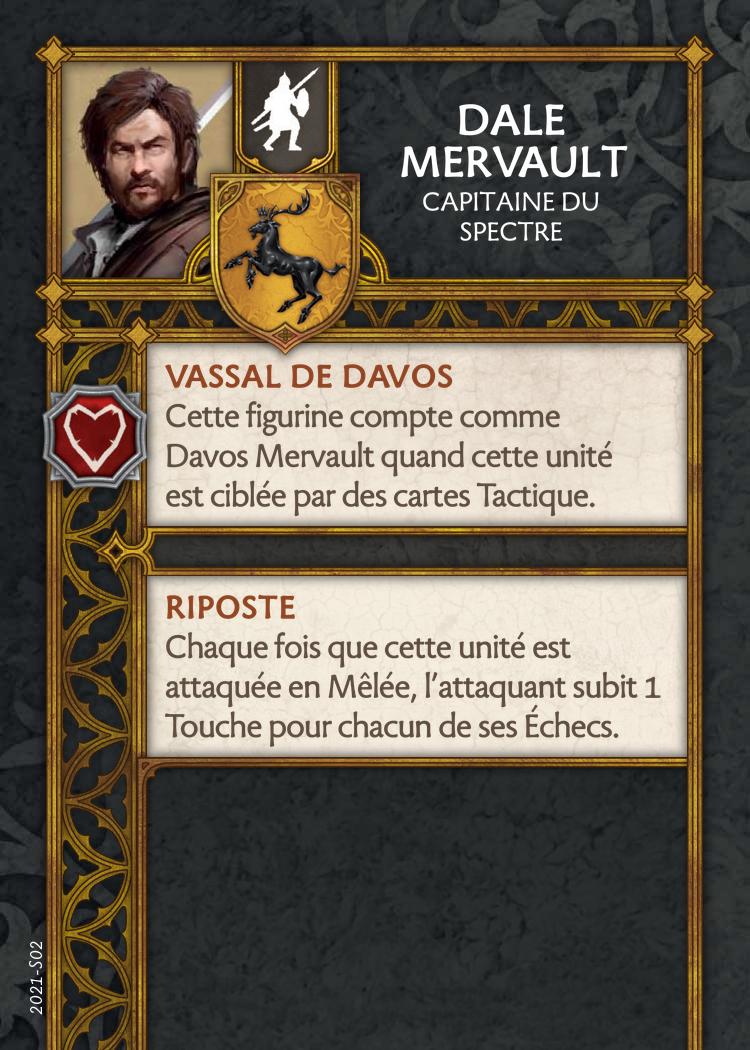 DALE
MERVAULT
CAPITAINE DU
SPECTRE
VASSAL DE DAVOS
Cette figurine compte comme
Davos Mervault quand cette unité
est ciblée par des cartes Tactique.
RIPOSTE
Chaque fois que cette unité est
attaquée en Mêlée, l'attaquant subit 1
Touche pour chacun de ses Échecs.
2021-S02